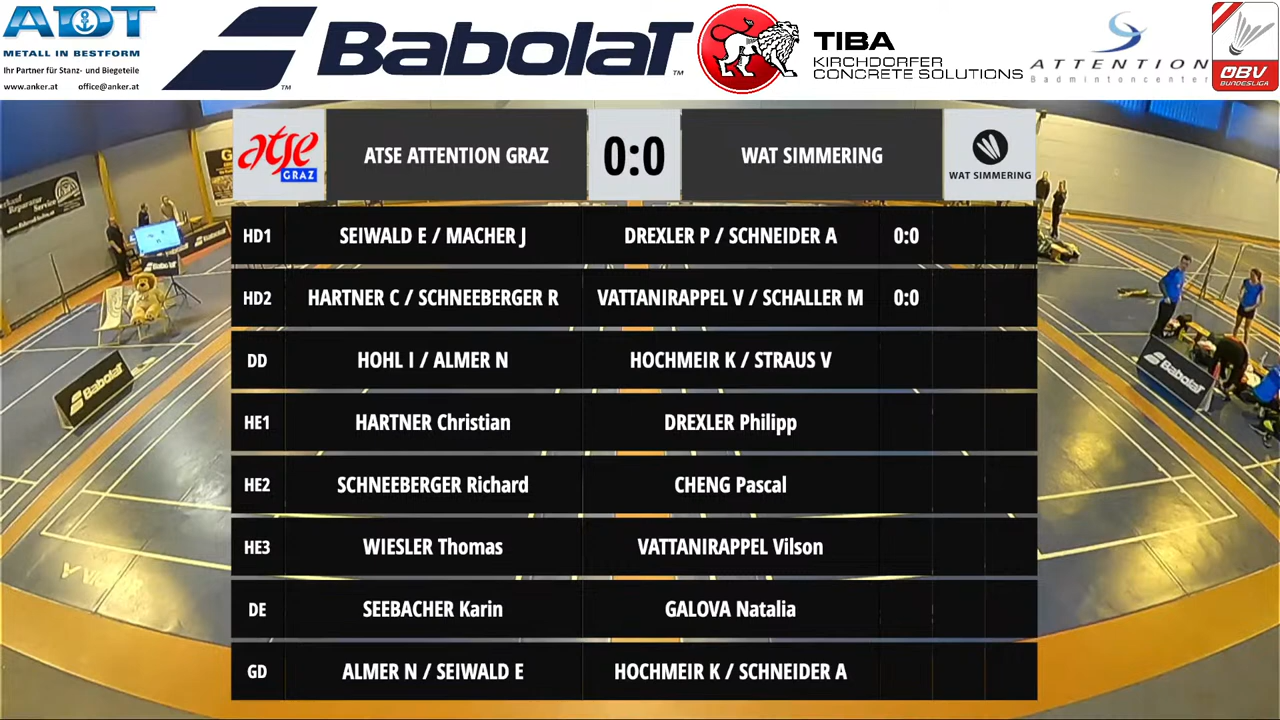 ADT
METALL IN BESTFORM
Ihr Partner für Stanz- und Biegeteile
www.anker.at office@anker.at
BabolaT™
TIBA
KIRCHDORFER
CONCRETE SOLUTIONS
ATTENTION
Badmintoncenter
ÖBV
BUNDESLIGA
atse
GRAZ
ATSE ATTENTION GRAZ 0:0 WAT SIMMERING
WAT SIMMERING
HD1 SEIWALD E / MACHER J DREXLER P / SCHNEIDER A 0:0
HD2 HARTNER C / SCHNEEBERGER R VATTANIRAPPEL V / SCHALLER M 0:0
DD HOHL I / ALMER N HOCHMEIR K / STRAUS V
HE1 HARTNER Christian DREXLER Philipp
HE2 SCHNEEBERGER Richard CHENG Pascal
HE3 WIESLER Thomas VATTANIRAPPEL Vilson
DE SEEBACHER Karin GALOVA Natalia
GD ALMER N / SEIWALD E HOCHMEIR K / SCHNEIDER A
Babolat
Babolat